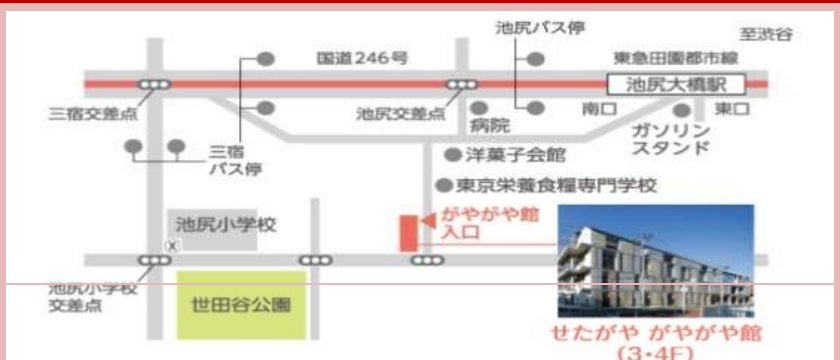 池尻バス停
至渋谷
国道246号
東急田園都市線
池尻大橋駅
三宿交差点
池尻交差点
南口
東口
病院
ガソリン
スタンド
三宿
バス停
洋菓子会館
東京栄養食糧専門学校
がやがや館
入口
池尻小学校
池尻小学校
交差点
世田谷公園
せたがや がやがや館
(3・4F)